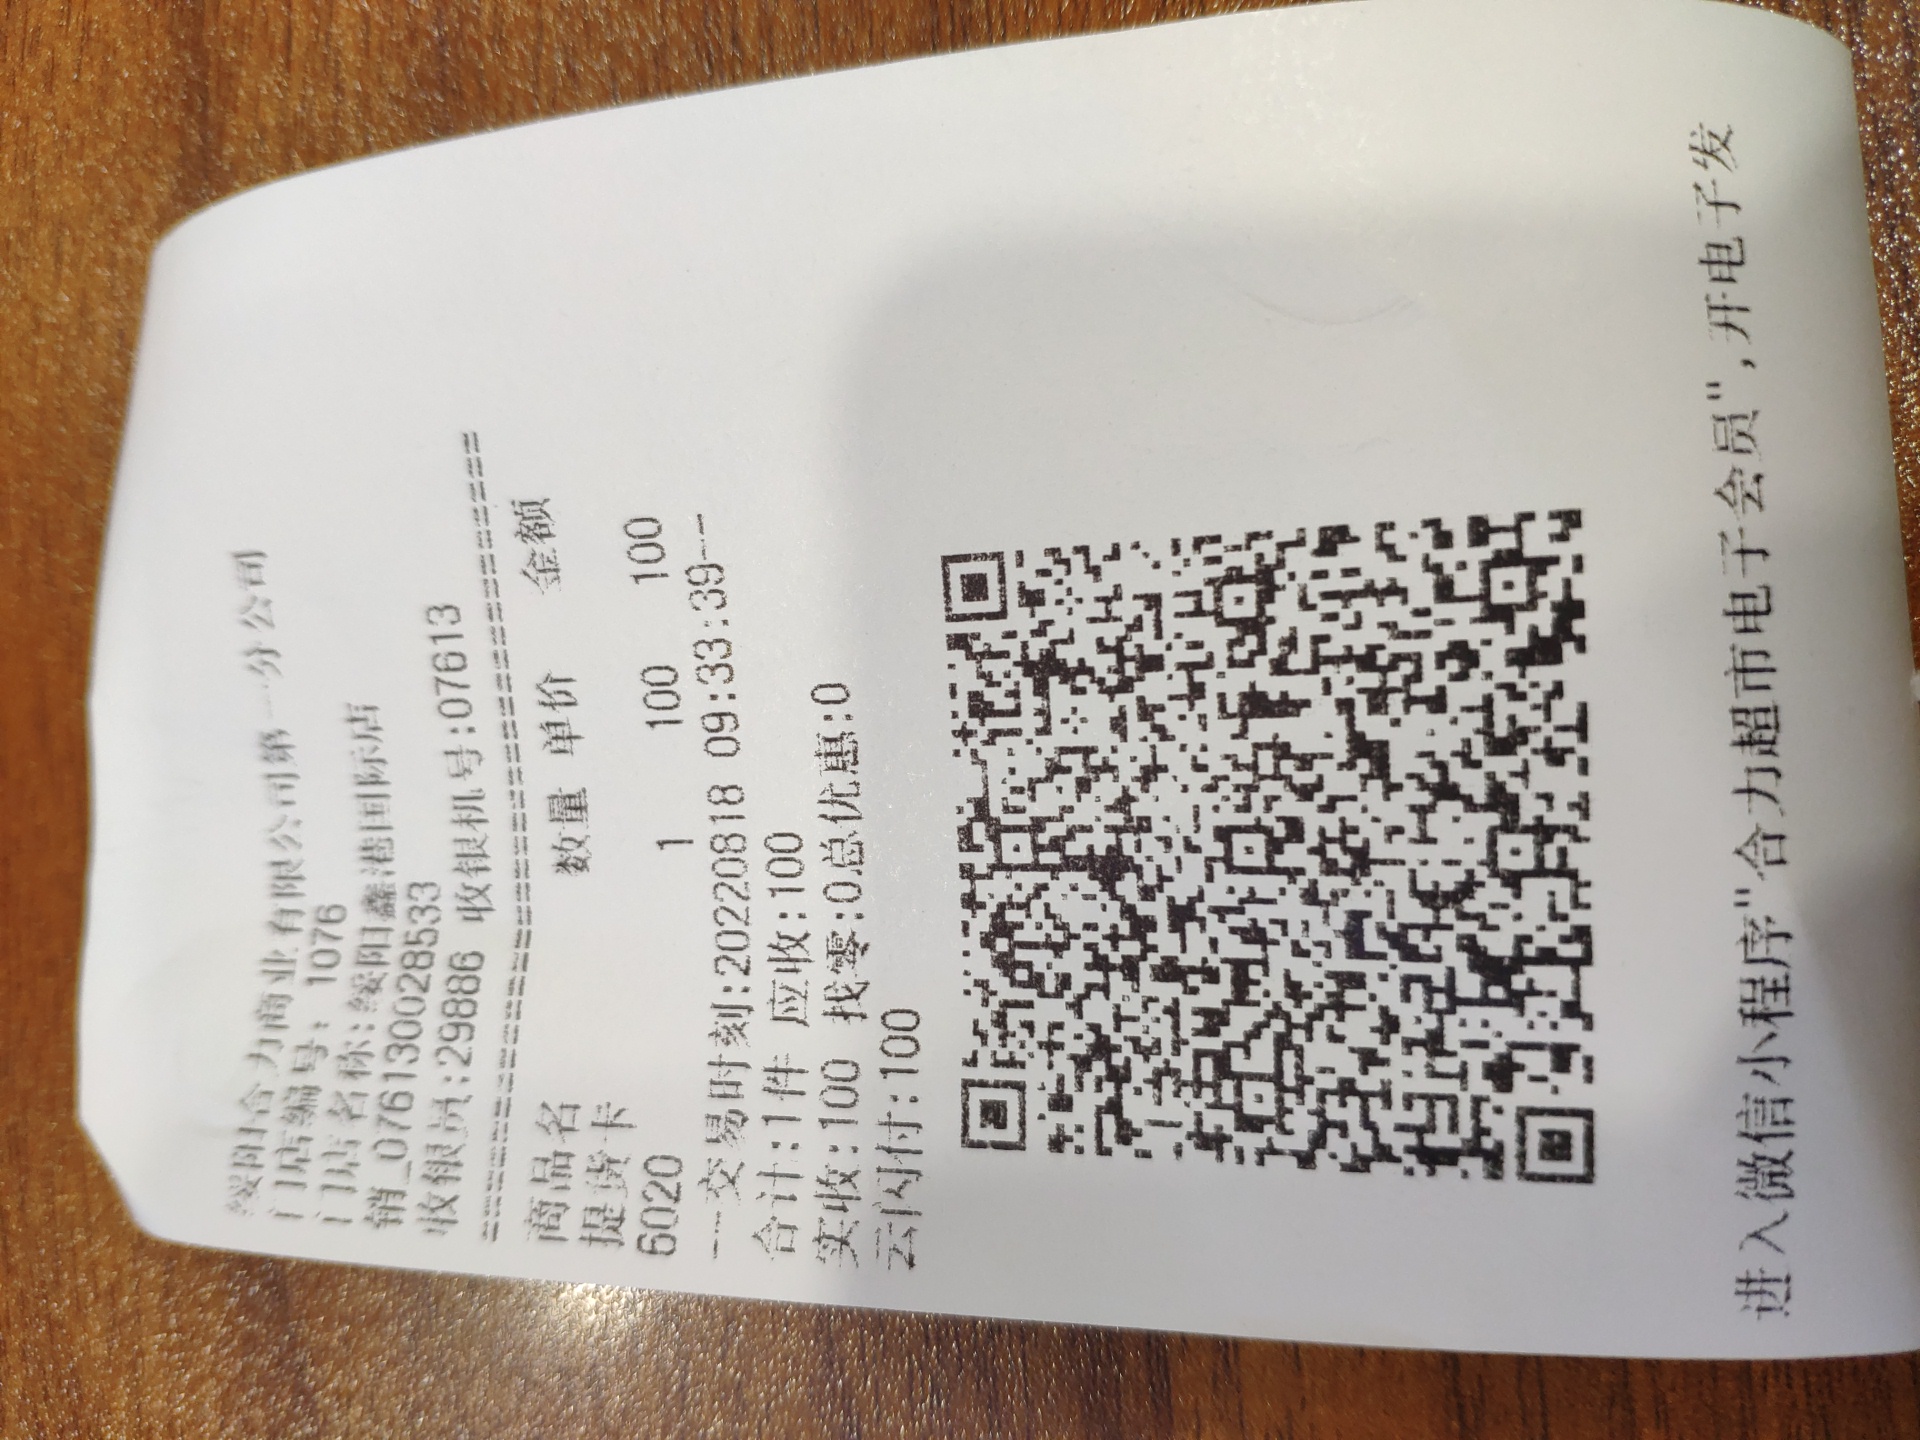 绥阳合力商业有限公司第一分公司
门店编号: 1076
门店名称:绥阳鑫港国际店
销_0761300028533
收银员:29886 收银机号:07613
================================
商品名 数量 单价 金额
提货卡
6020 1 100 100
---交易时刻:20220818 09:33:39--
合计:1件 应收:100
实收:100 找零:0总优惠:0
云闪付:100
进入微信小程序"合力超市电子会员",开电子发